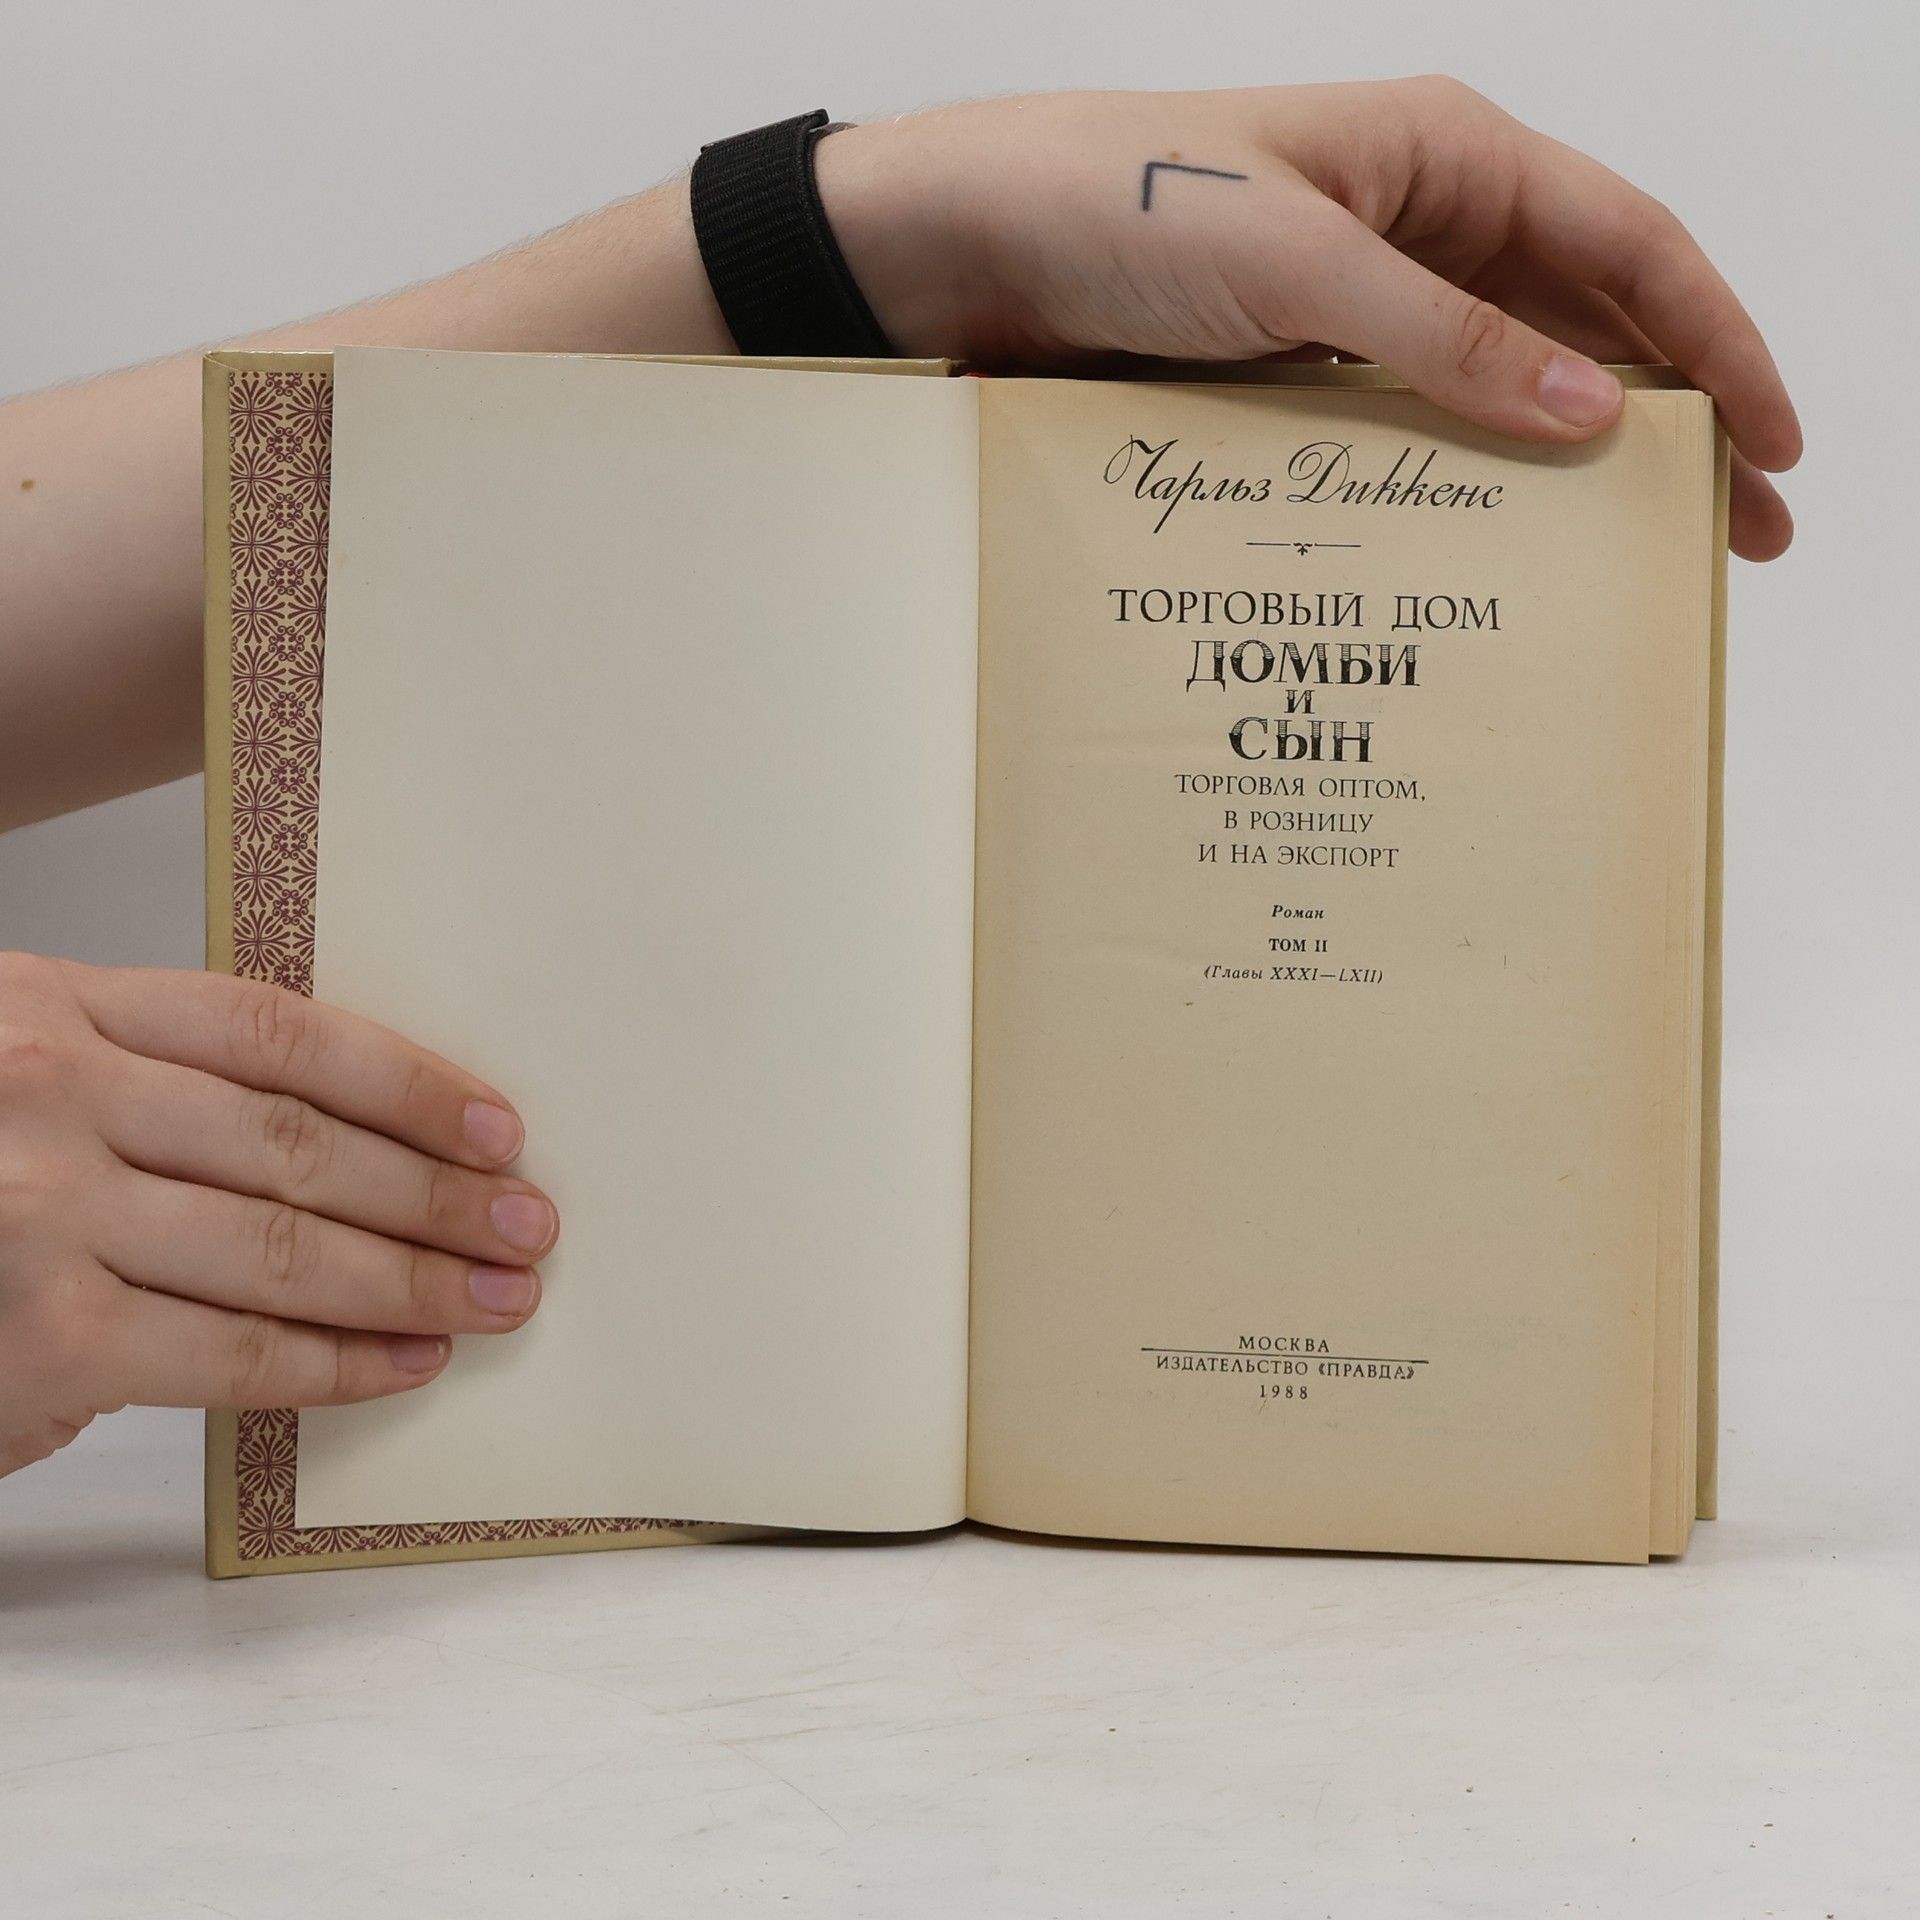 Чарльз Диккенс
ТОРГОВЫЙ ДОМ
ДОМБИ
И
СЫН
ТОРГОВЛЯ ОПТОМ,
В РОЗНИЦУ
И НА ЭКСПОРТ
Роман
ТОМ II
(Главы XXXI—LXII)
МОСКВА
ИЗДАТЕЛЬСТВО «ПРАВДА»
1988